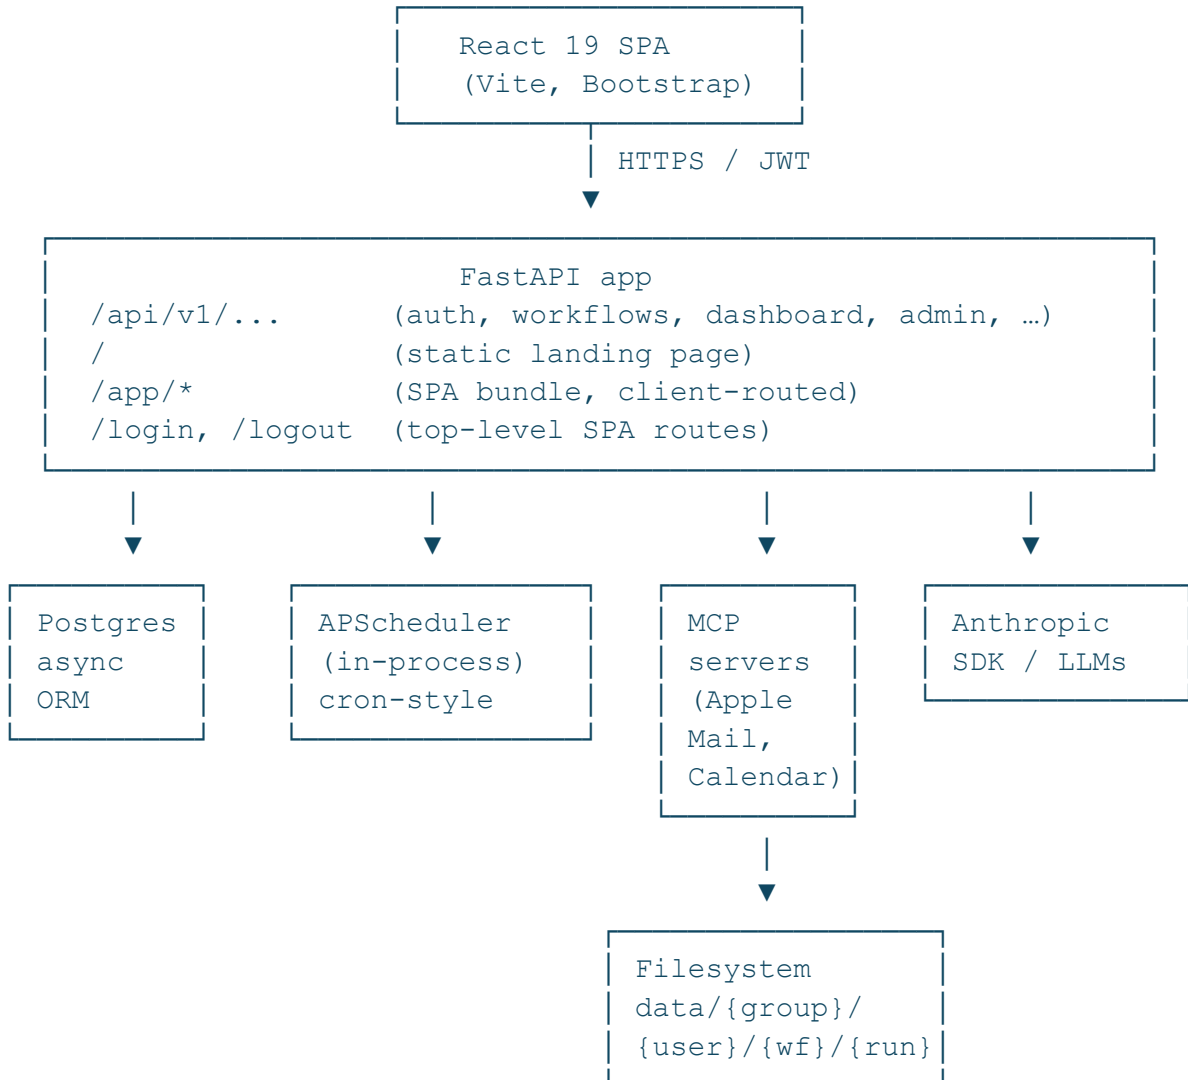 React 19 SPA
(Vite, Bootstrap)
HTTPS / JWT
FastAPI app
/api/v1/... (auth, workflows, dashboard, admin, …)
/ (static landing page)
/app/* (SPA bundle, client-routed)
/login, /logout (top-level SPA routes)
Postgres
async
ORM
APScheduler
(in-process)
cron-style
MCP
servers
(Apple
Mail,
Calendar)
Anthropic
SDK / LLMs
Filesystem
data/{group}/
{user}/{wf}/{run}